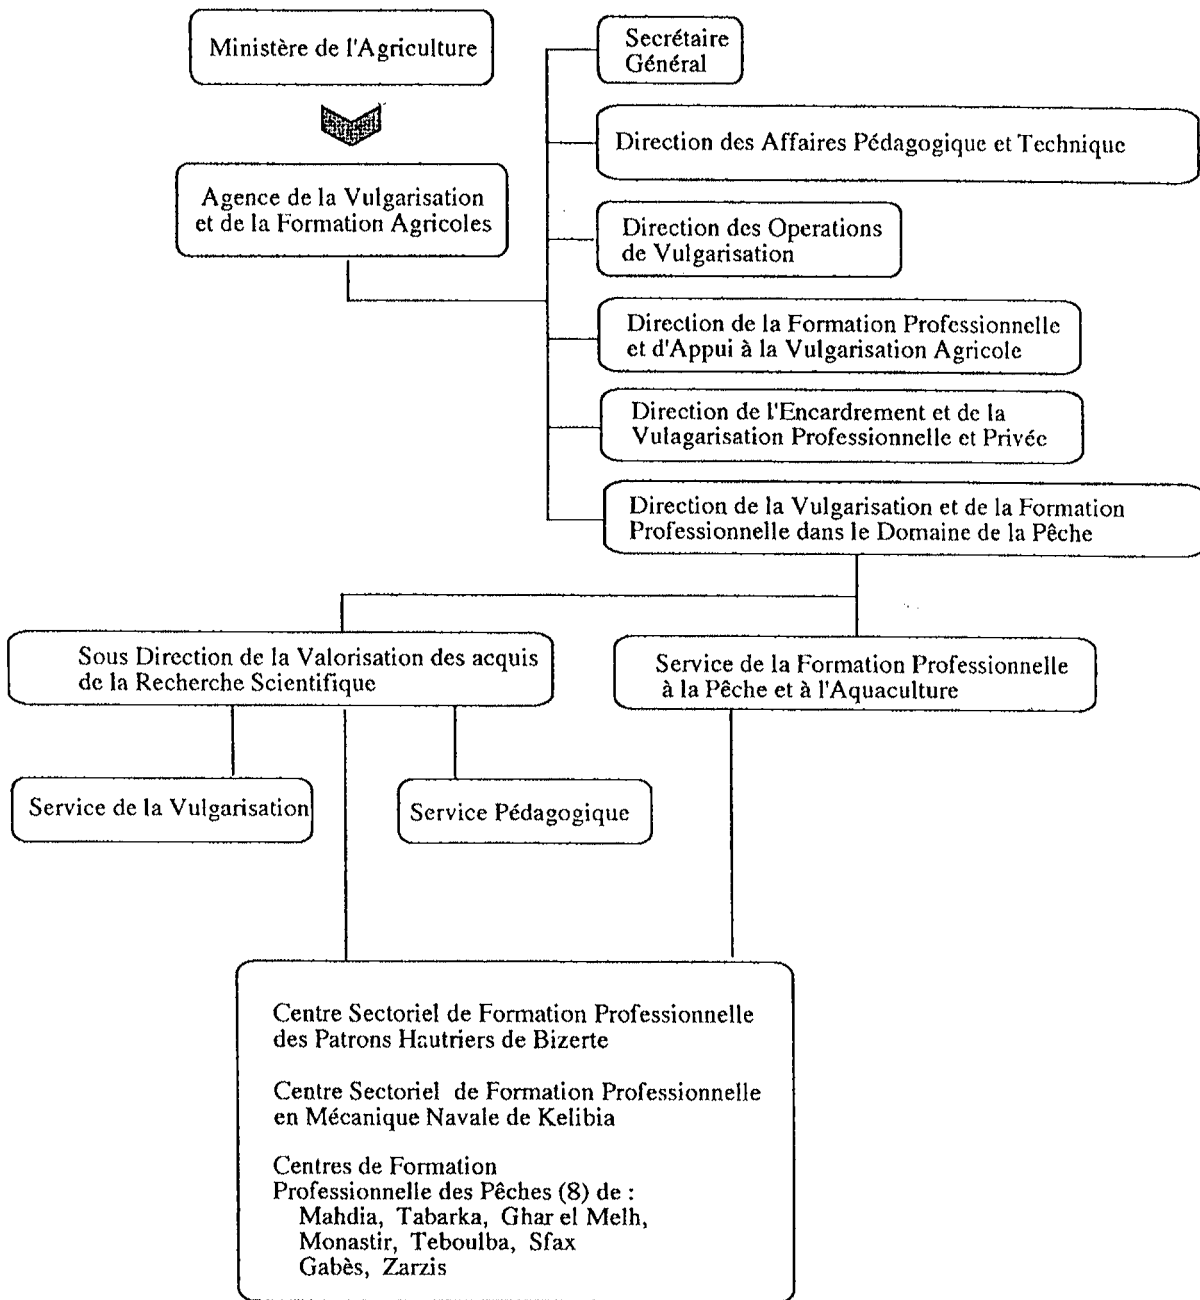 Ministère de l'Agriculture
Agence de la Vulgarisation
et de la Formation Agricoles
Secrétaire
Général
Direction des Affaires Pédagogique et Technique
Direction des Operations
de Vulgarisation
Direction de la Formation Professionnelle
et d'Appui à la Vulgarisation Agricole
Direction de l'Encardrement et de la
Vulagarisation Professionnelle et Privée
Direction de la Vulgarisation et de la Formation
Professionnelle dans le Domaine de la Pêche
Sous Direction de la Valorisation des acquis
de la Recherche Scientifique
Service de la Formation Professionnelle
à la Pêche et à l'Aquaculture
Service de la Vulgarisation
Service Pédagogique
Centre Sectoriel de Formation Professionnelle
des Patrons Hautriers de Bizerte
Centre Sectoriel de Formation Professionnelle
en Mécanique Navale de Kelibia
Centres de Formation
Professionnelle des Pêches (8) de :
Mahdia, Tabarka, Ghar el Melh,
Monastir, Teboulba, Sfax
Gabès, Zarzis